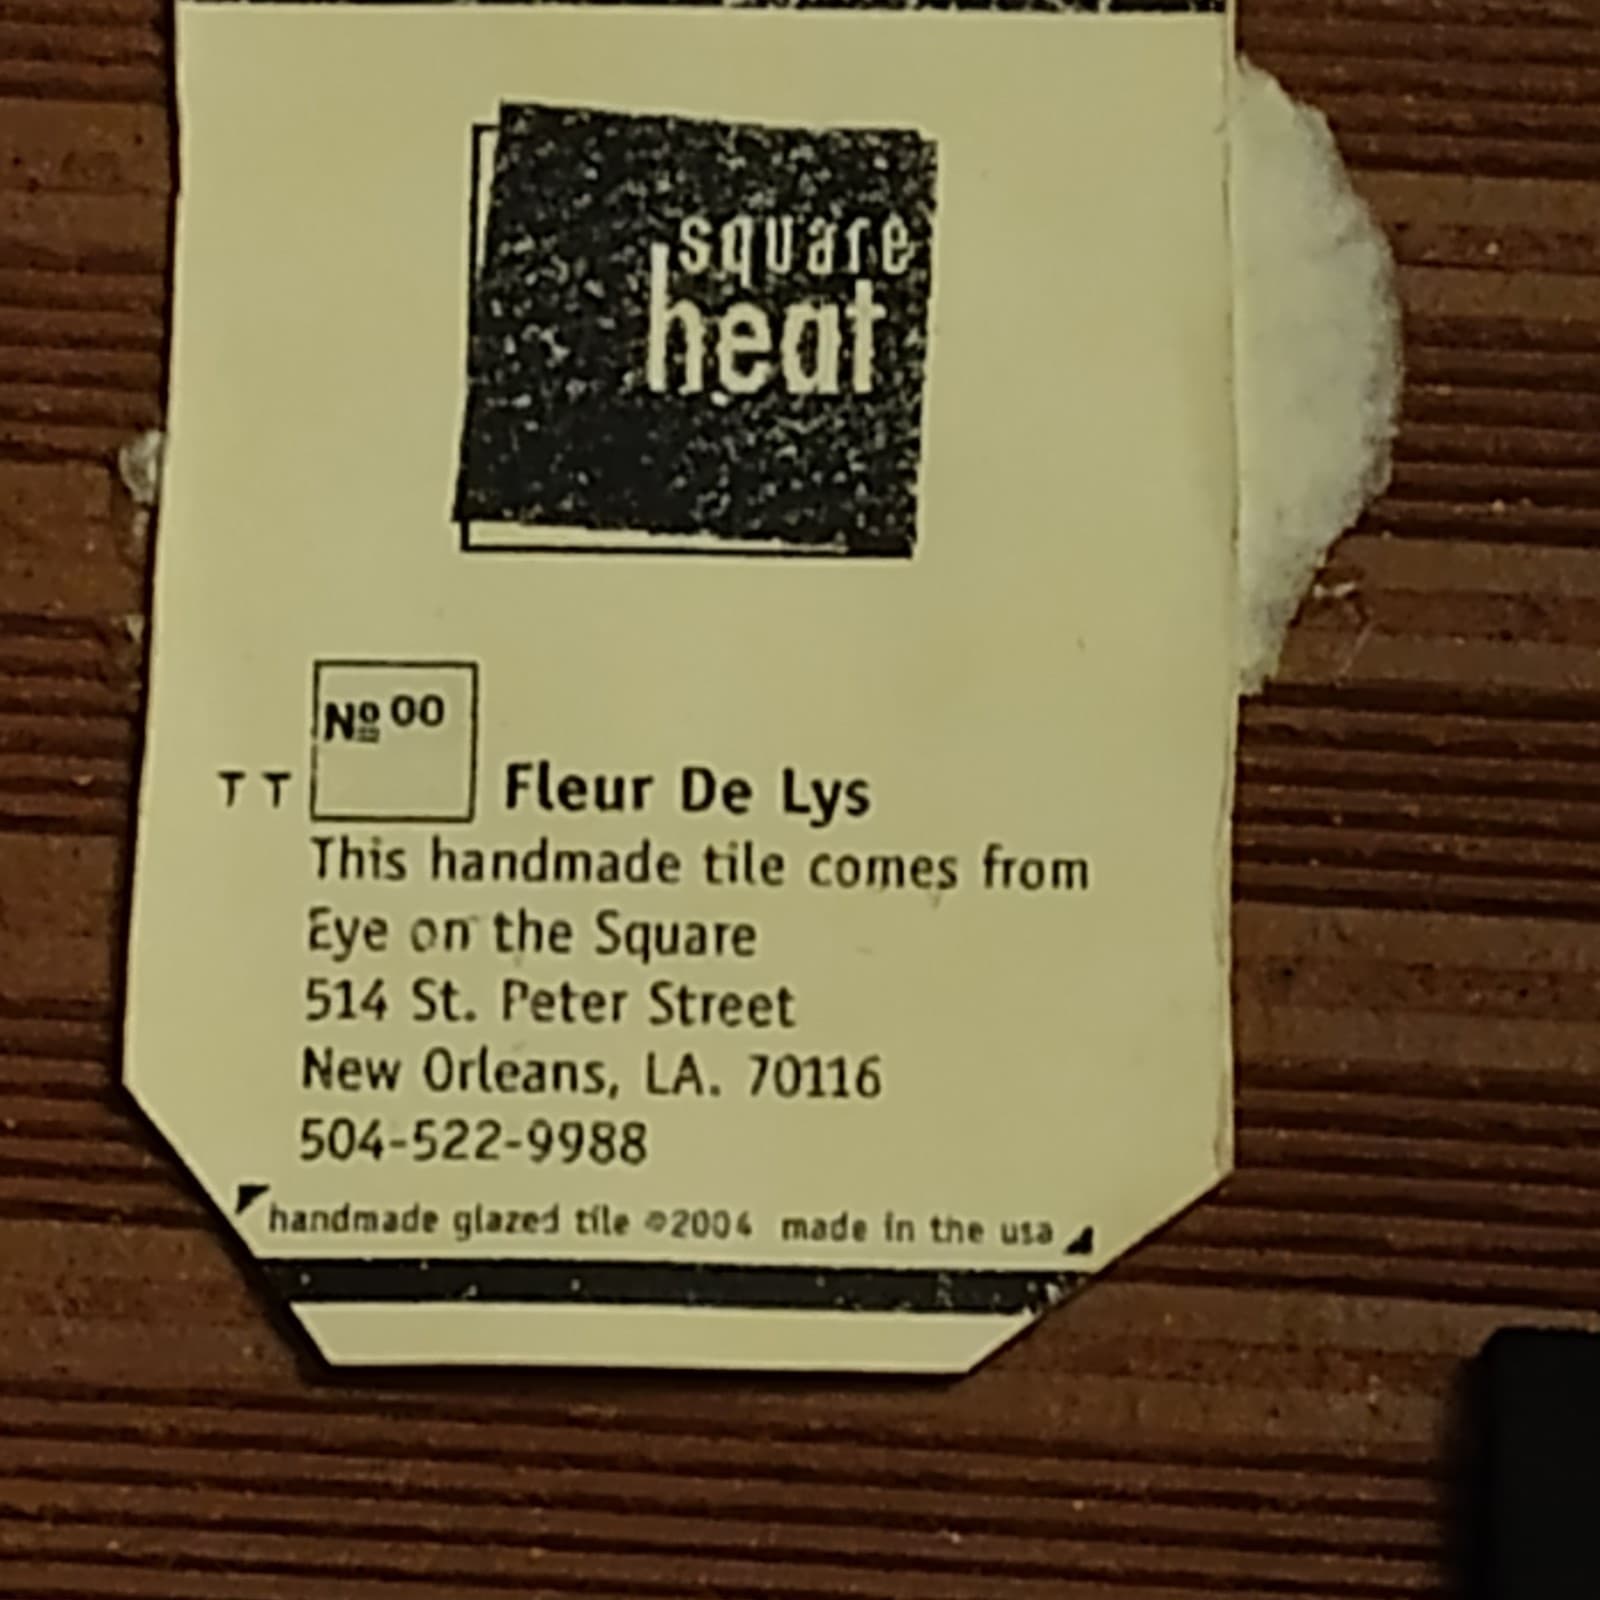 square
heat
Nº 00
T T Fleur De Lys
This handmade tile comes from
Eye on the Square
514 St. Peter Street
New Orleans, LA. 70116
504-522-9988
handmade glazed tile ©2004 made in the usa